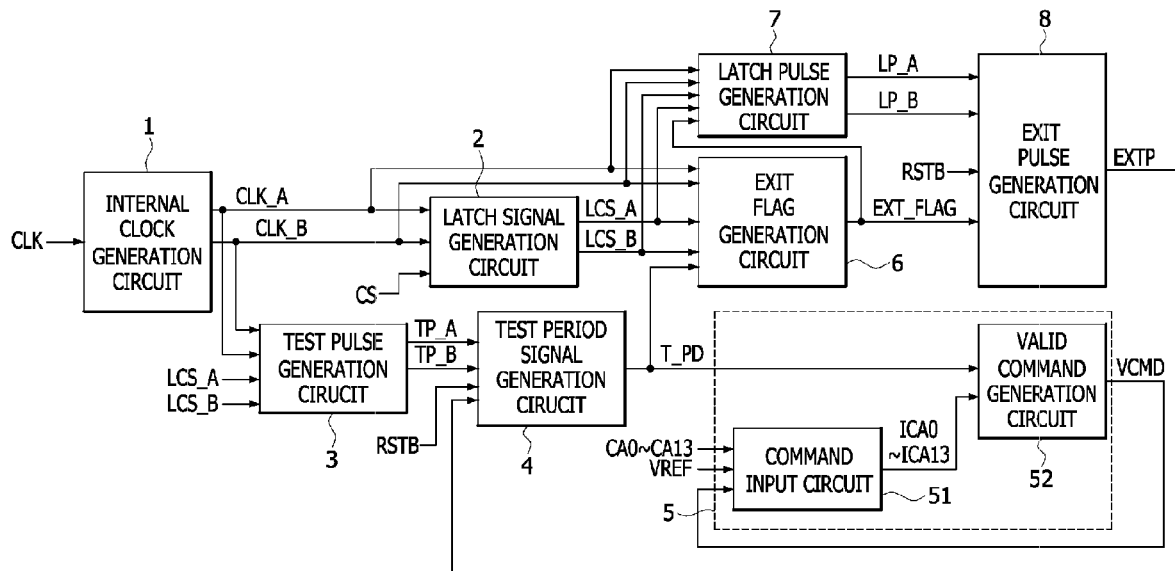 7
8
LATCH PULSE
GENERATION
CIRCUIT
LP_A
LP_B
EXIT
PULSE
GENERATION
CIRCUIT
EXTP
RSTB
1
INTERNAL
CLOCK
GENERATION
CIRCUIT
CLK
CLK_A
CLK_B
2
LATCH SIGNAL
GENERATION
CIRCUIT
CS
LCS_A
LCS_B
EXIT
FLAG
GENERATION
CIRCUIT
EXT_FLAG
6
TEST PULSE
GENERATION
CIRUCIT
LCS_A
LCS_B
3
TP_A
TP_B
RSTB
TEST PERIOD
SIGNAL
GENERATION
CIRUCIT
4
T_PD
VALID
COMMAND
GENERATION
CIRCUIT
VCMD
52
CA0~CA13
VREF
COMMAND
INPUT CIRCUIT
ICA0
~ICA13
51
5